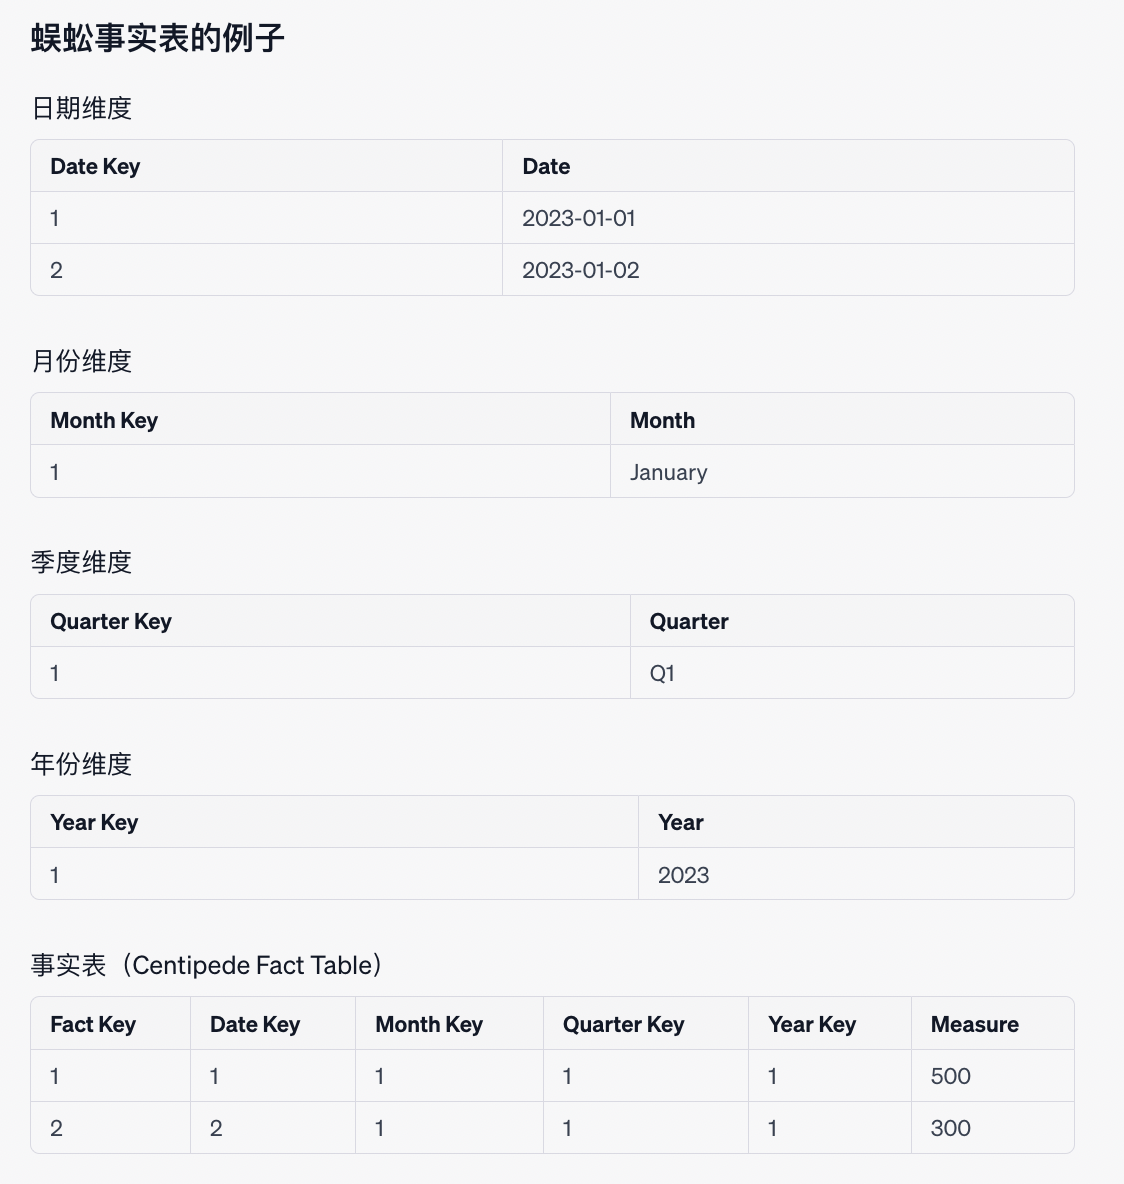 蜈蚣事实表的例子
日期维度
Date Key Date
1 2023-01-01
2 2023-01-02
月份维度
Month Key Month
1 January
季度维度
Quarter Key Quarter
1 Q1
年份维度
Year Key Year
1 2023
事实表（Centipede Fact Table）
Fact Key Date Key Month Key Quarter Key Year Key Measure
1 1 1 1 1 500
2 2 1 1 1 300